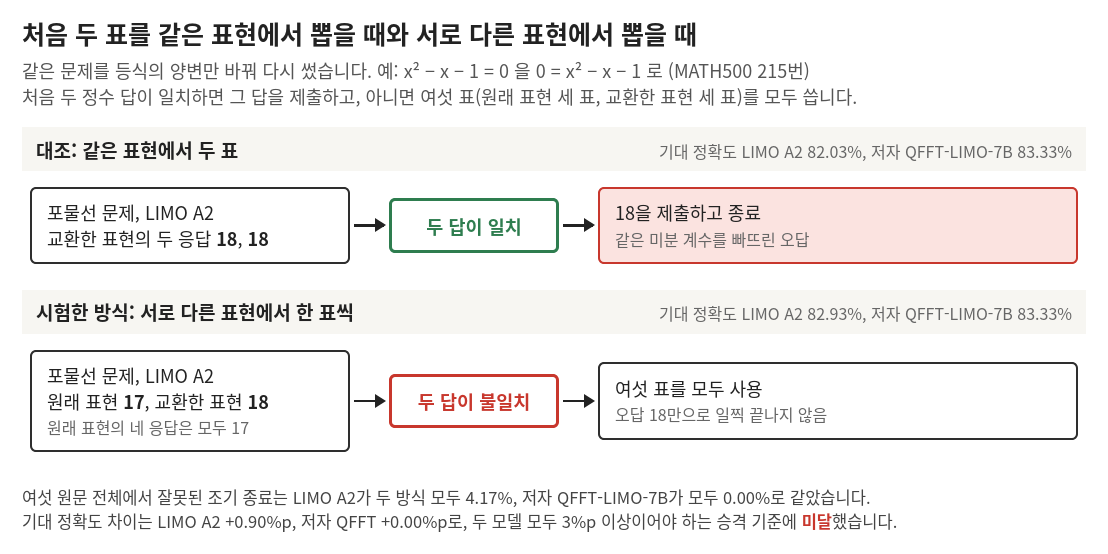 처음 두 표를 같은 표현에서 뽑을 때와 서로 다른 표현에서 뽑을 때
같은 문제를 등식의 양변만 바꿔 다시 썼습니다. 예: x² − x − 1 = 0 을 0 = x² − x − 1 로 (MATH500 215번)
처음 두 정수 답이 일치하면 그 답을 제출하고, 아니면 여섯 표(원래 표현 세 표, 교환한 표현 세 표)를 모두 씁니다.
대조: 같은 표현에서 두 표
기대 정확도 LIMO A2 82.03%, 저자 QFFT-LIMO-7B 83.33%
포물선 문제, LIMO A2
교환한 표현의 두 응답 18, 18
두 답이 일치
18을 제출하고 종료
같은 미분 계수를 빠뜨린 오답
시험한 방식: 서로 다른 표현에서 한 표씩
기대 정확도 LIMO A2 82.93%, 저자 QFFT-LIMO-7B 83.33%
포물선 문제, LIMO A2
원래 표현 17, 교환한 표현 18
원래 표현의 네 응답은 모두 17
두 답이 불일치
여섯 표를 모두 사용
오답 18만으로 일찍 끝나지 않음
여섯 원문 전체에서 잘못된 조기 종료는 LIMO A2가 두 방식 모두 4.17%, 저자 QFFT-LIMO-7B가 모두 0.00%로 같았습니다.
기대 정확도 차이는 LIMO A2 +0.90%p, 저자 QFFT +0.00%p로, 두 모델 모두 3%p 이상이어야 하는 승격 기준에 미달했습니다.